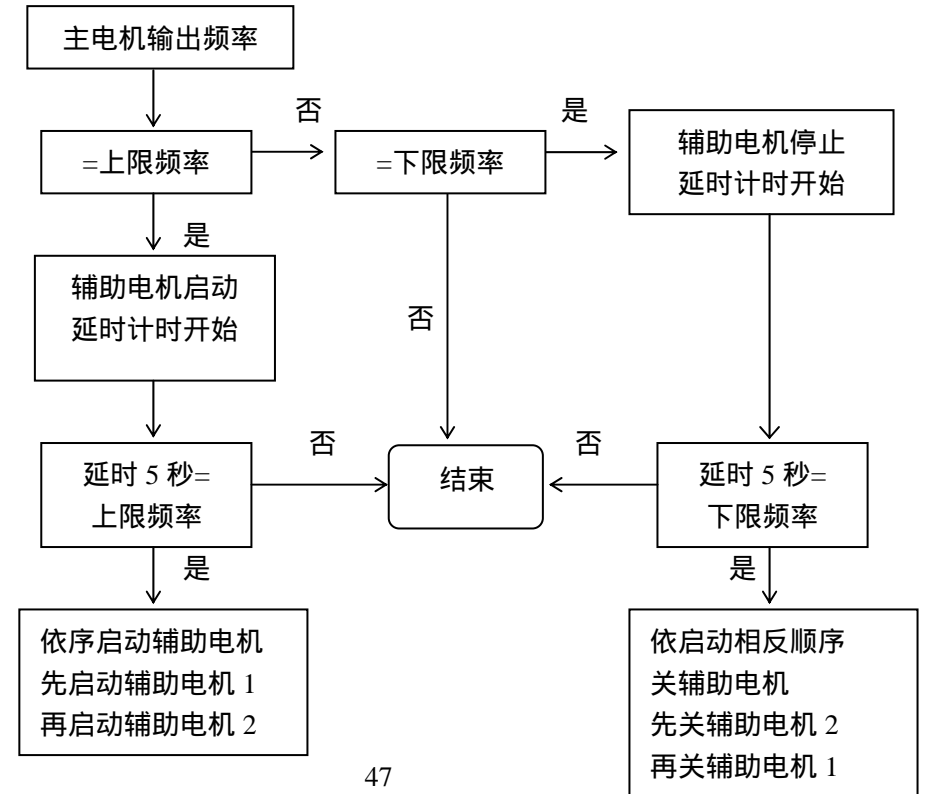 主电机输出频率
否
是
=上限频率
=下限频率
辅助电机停止
延时计时开始
是
辅助电机启动
延时计时开始
否
否
否
延时 5 秒=
上限频率
结束
延时 5 秒=
下限频率
是
是
依序启动辅助电机
先启动辅助电机 1
再启动辅助电机 2
依启动相反顺序
关辅助电机
先关辅助电机 2
再关辅助电机 1
47